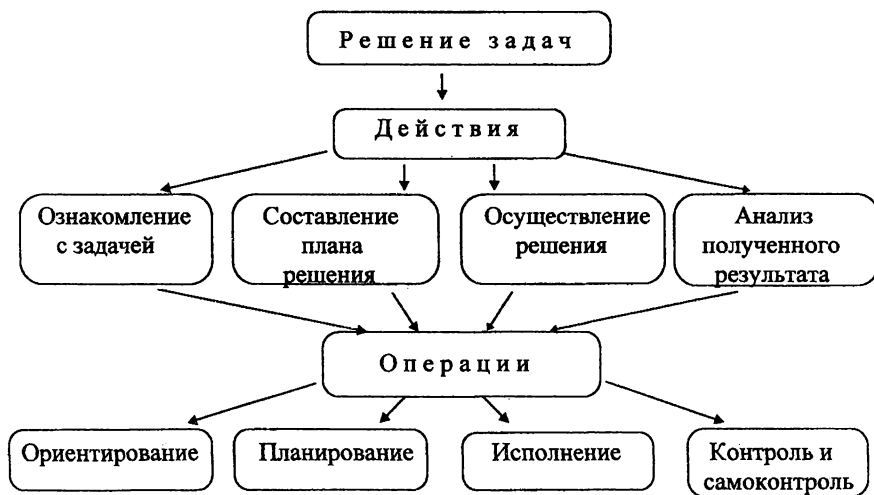 Решение задач
Действия
Ознакомление
с задачей
Составление
плана
решения
Осуществление
решения
Анализ
полученного
результата
Операции
Ориентирование
Планирование
Исполнение
Контроль и
самоконтроль